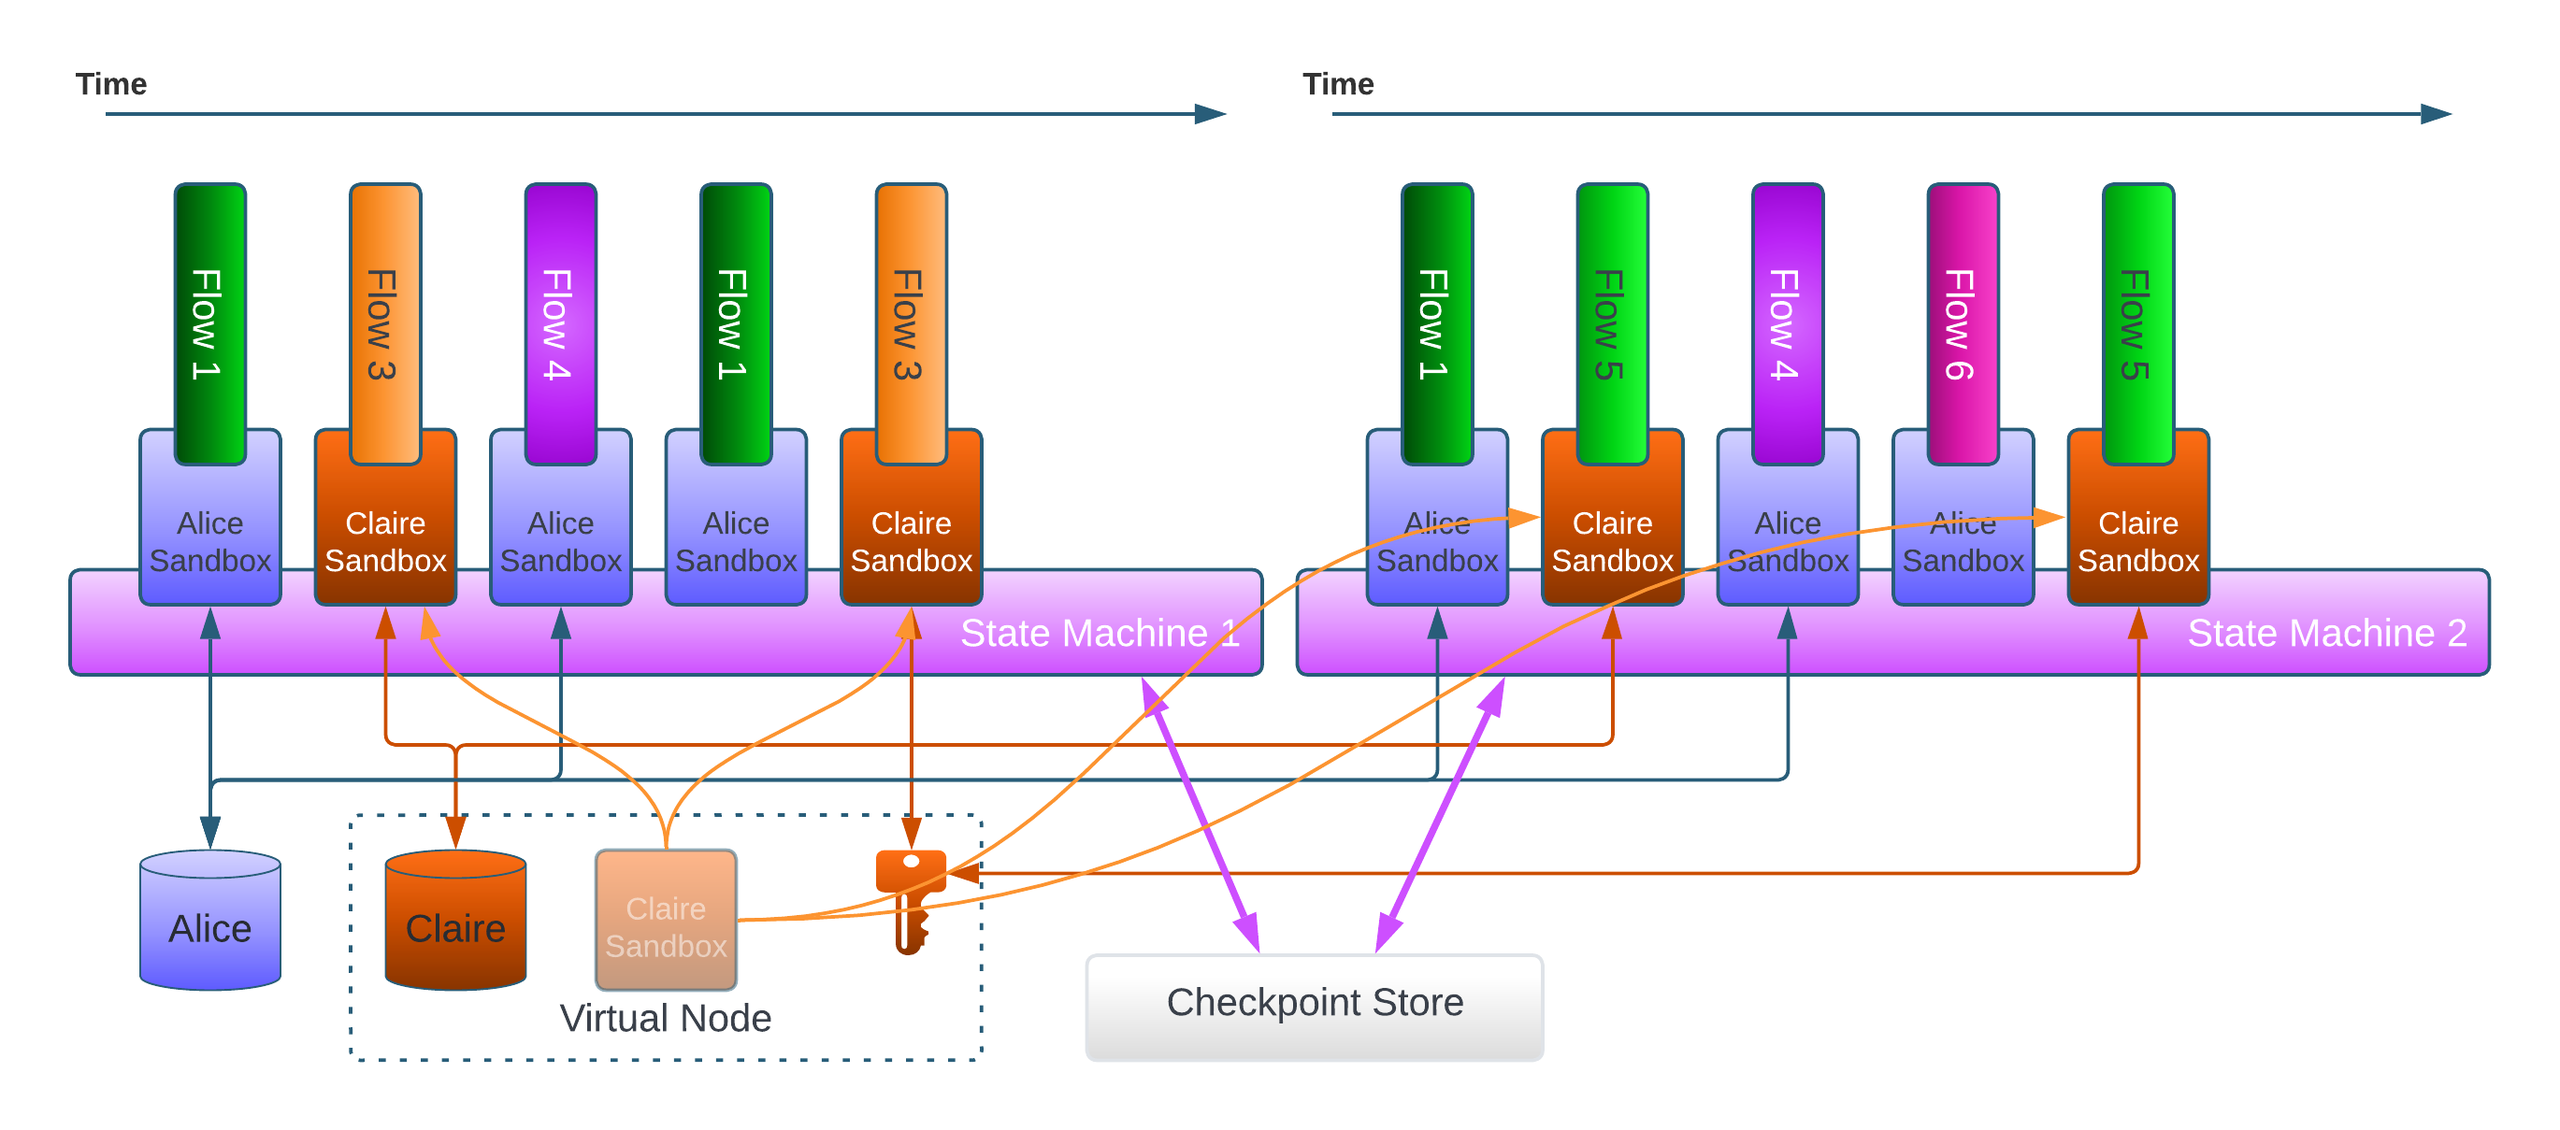 Time
Time
Flow 1
Flow 3
Flow 4
Flow 1
Flow 3
Flow 1
Flow 5
Flow 4
Flow 6
Flow 5
Alice
Sandbox
Claire
Sandbox
Alice
Sandbox
Alice
Sandbox
Claire
Sandbox
Alice
Sandbox
Claire
Sandbox
Alice
Sandbox
Alice
Sandbox
Claire
Sandbox
State Machine 1
State Machine 2
Alice
Claire
Claire
Sandbox
Virtual Node
Checkpoint Store